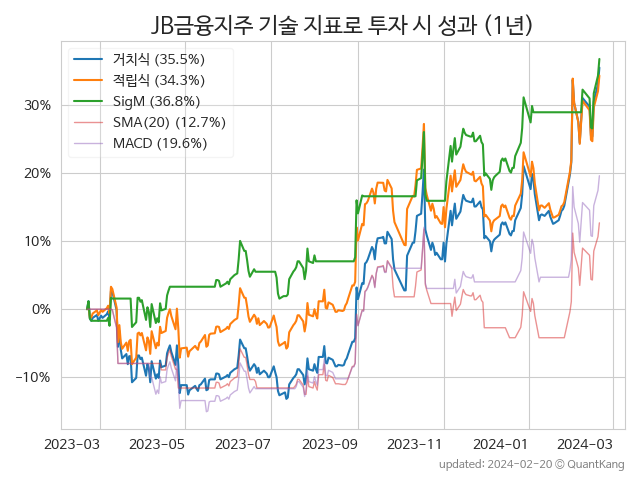 JB금융지주 기술 지표로 투자 시 성과 (1년)
거치식 (35.5%)
적립식 (34.3%)
SigM (36.8%)
SMA(20) (12.7%)
MACD (19.6%)
30%
20%
10%
0%
−10%
2023-03 2023-05 2023-07 2023-09 2023-11 2024-01 2024-03
updated: 2024-02-20 © QuantKang